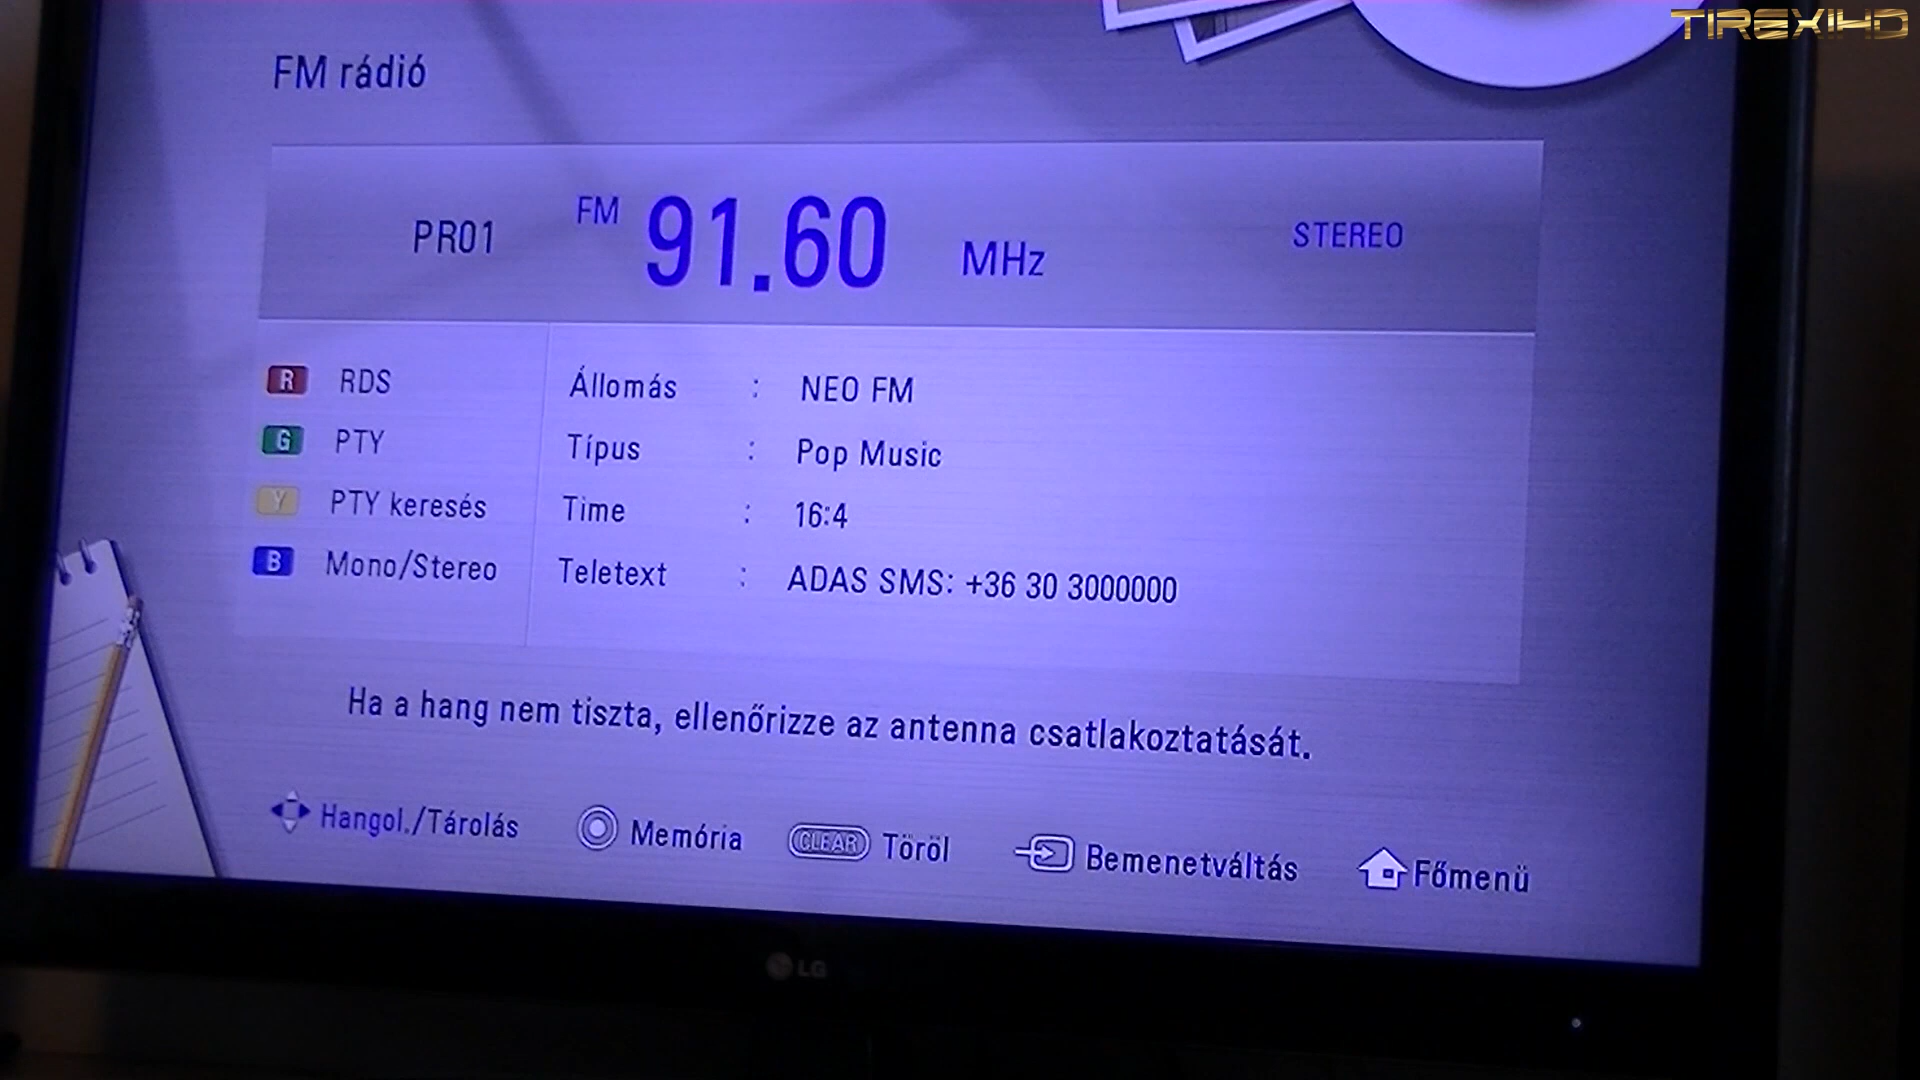 TIREXIHD
FM rádió
PR01 FM 91.60 MHz STEREO
R RDS
G PTY
Y PTY keresés
B Mono/Stereo
Állomás : NEO FM
Típus : Pop Music
Time : 16:4
Teletext : ADAS SMS: +36 30 3000000
Ha a hang nem tiszta, ellenőrizze az antenna csatlakoztatását.
Hangol./Tárolás Memória CLEAR Töröl Bemenetváltás Főmenü
LG